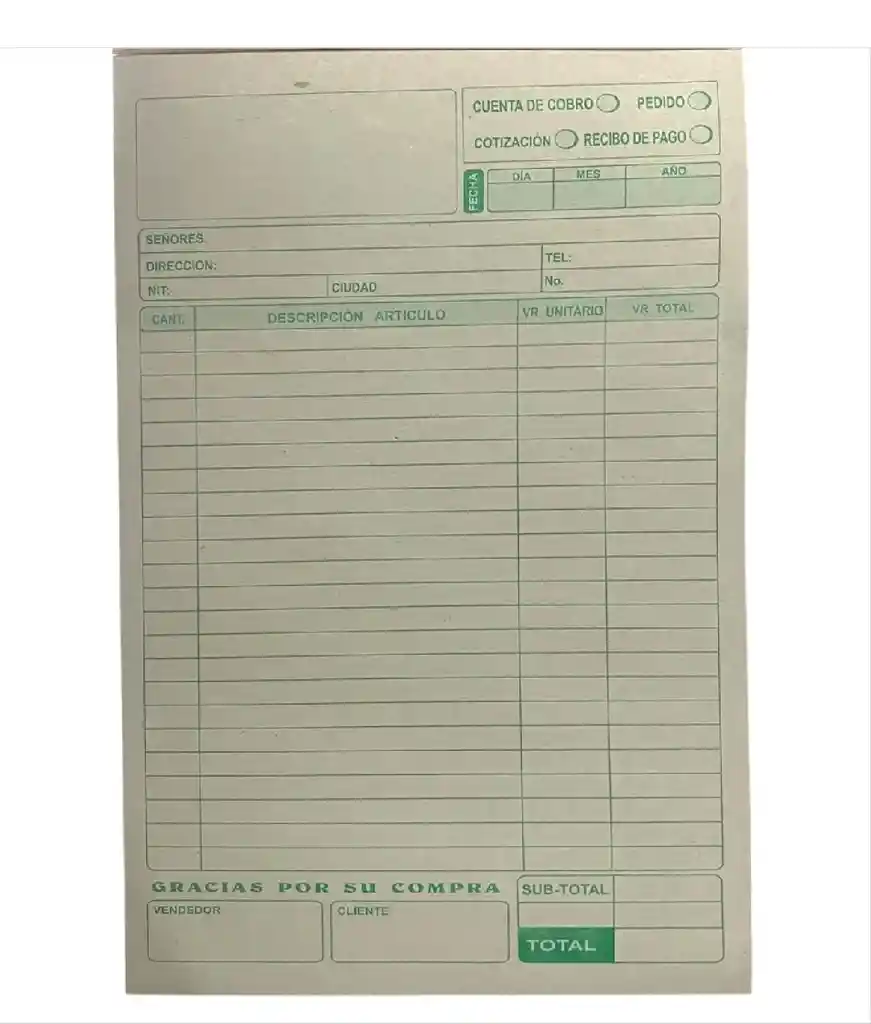 CUENTA DE COBRO PEDIDO
COTIZACIÓN RECIBO DE PAGO
FECHA DÍA MES AÑO
SEÑORES
DIRECCION: TEL:
NIT: CIUDAD No.
CANT. DESCRIPCIÓN ARTICULO VR UNITARIO VR TOTAL
GRACIAS POR SU COMPRA SUB-TOTAL
VENDEDOR CLIENTE
TOTAL